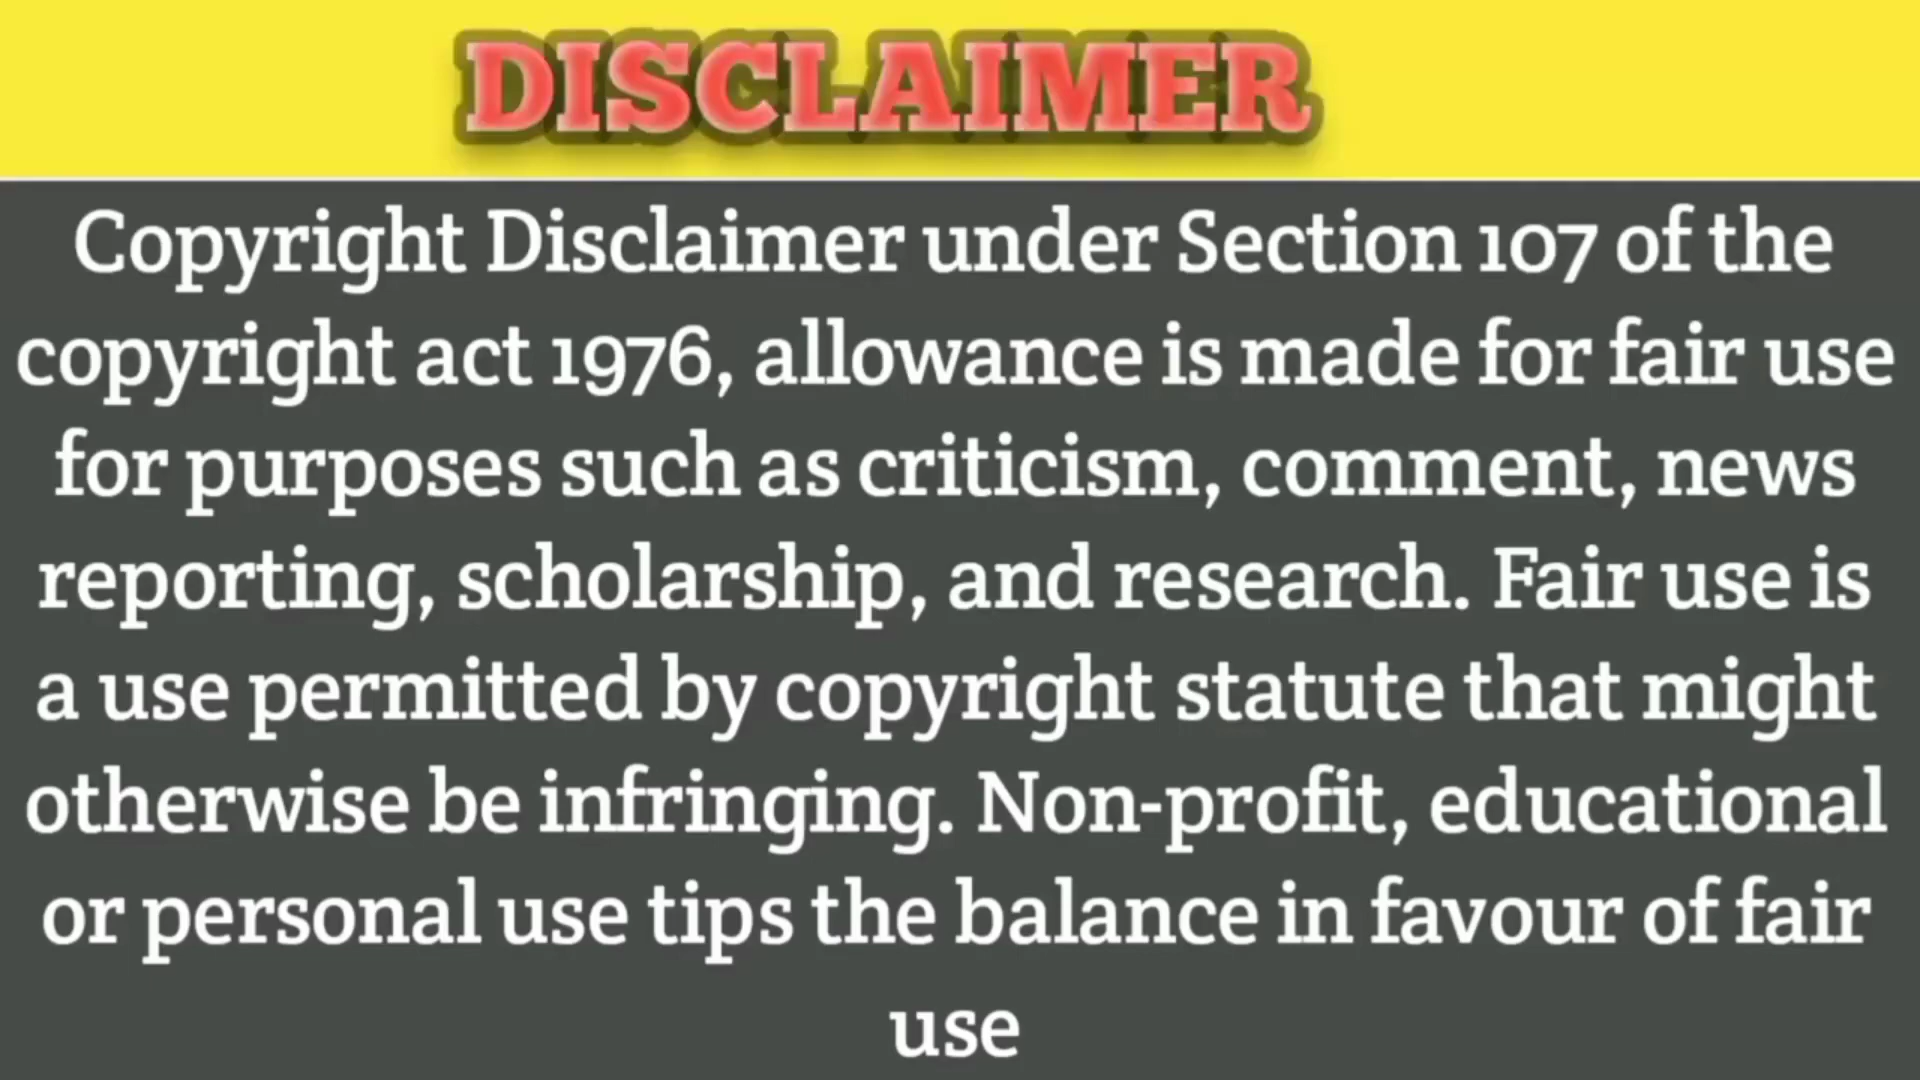 DISCLAIMER
Copyright Disclaimer under Section 107 of the
copyright act 1976, allowance is made for fair use
for purposes such as criticism, comment, news
reporting, scholarship, and research. Fair use is
a use permitted by copyright statute that might
otherwise be infringing. Non-profit, educational
or personal use tips the balance in favour of fair
use